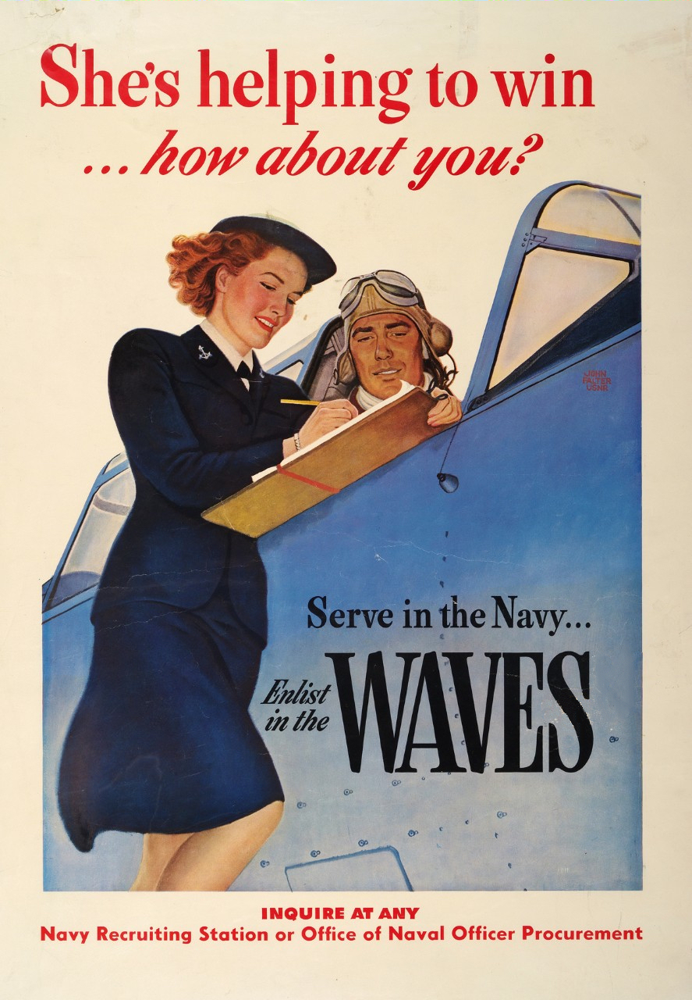 She's helping to win
... how about you?
JOHN
FALTER
USNR
Serve in the Navy...
Enlist
in the
WAVES
INQUIRE AT ANY
Navy Recruiting Station or Office of Naval Officer Procurement